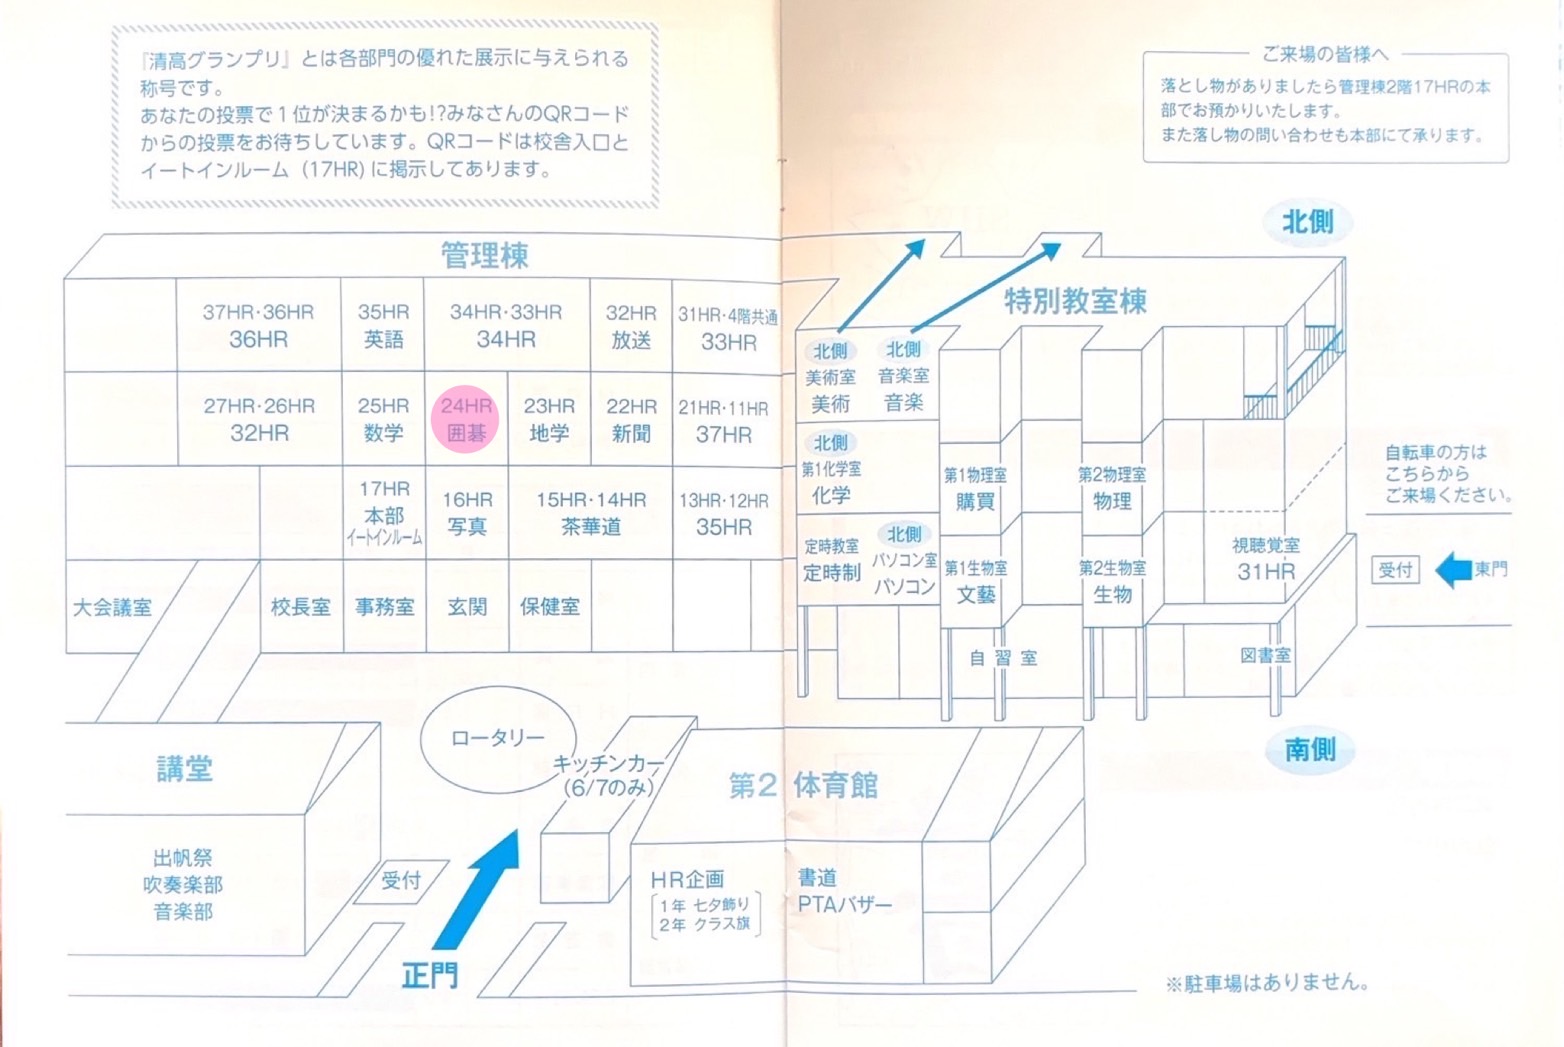 『清高グランプリ』とは各部門の優れた展示に与えられる
称号です。
あなたの投票で1位が決まるかも!?みなさんのQRコード
からの投票をお待ちしています。QRコードは校舎入口と
イートインルーム (17HR) に掲示してあります。
ご来場の皆様へ
落とし物がありましたら管理棟2階17HRの本
部でお預かりいたします。
また落し物の問い合わせも本部にて承ります。
北側
管理棟
37HR・36HR
36HR
35HR
英語
34HR・33HR
34HR
32HR
放送
31HR・4階共通
33HR
27HR・26HR
32HR
25HR
数学
24HR
囲碁
23HR
地学
22HR
新聞
21HR・11HR
37HR
17HR
本部
イートインルーム
16HR
写真
15HR・14HR
茶華道
13HR・12HR
35HR
大会議室
校長室
事務室
玄関
保健室
特別教室棟
北側
美術室
美術
北側
音楽室
音楽
北側
第1化学室
化学
第1物理室
購買
第2物理室
物理
定時教室
定時制
北側
パソコン室
パソコン
第1生物室
文藝
第2生物室
生物
視聴覚室
31HR
自習室
図書室
自転車の方は
こちらから
ご来場ください。
受付
東門
南側
講堂
出帆祭
吹奏楽部
音楽部
ロータリー
キッチンカー
(6/7のみ)
受付
正門
第2 体育館
HR企画
1年 七夕飾り
2年 クラス旗
書道
PTAバザー
※駐車場はありません。